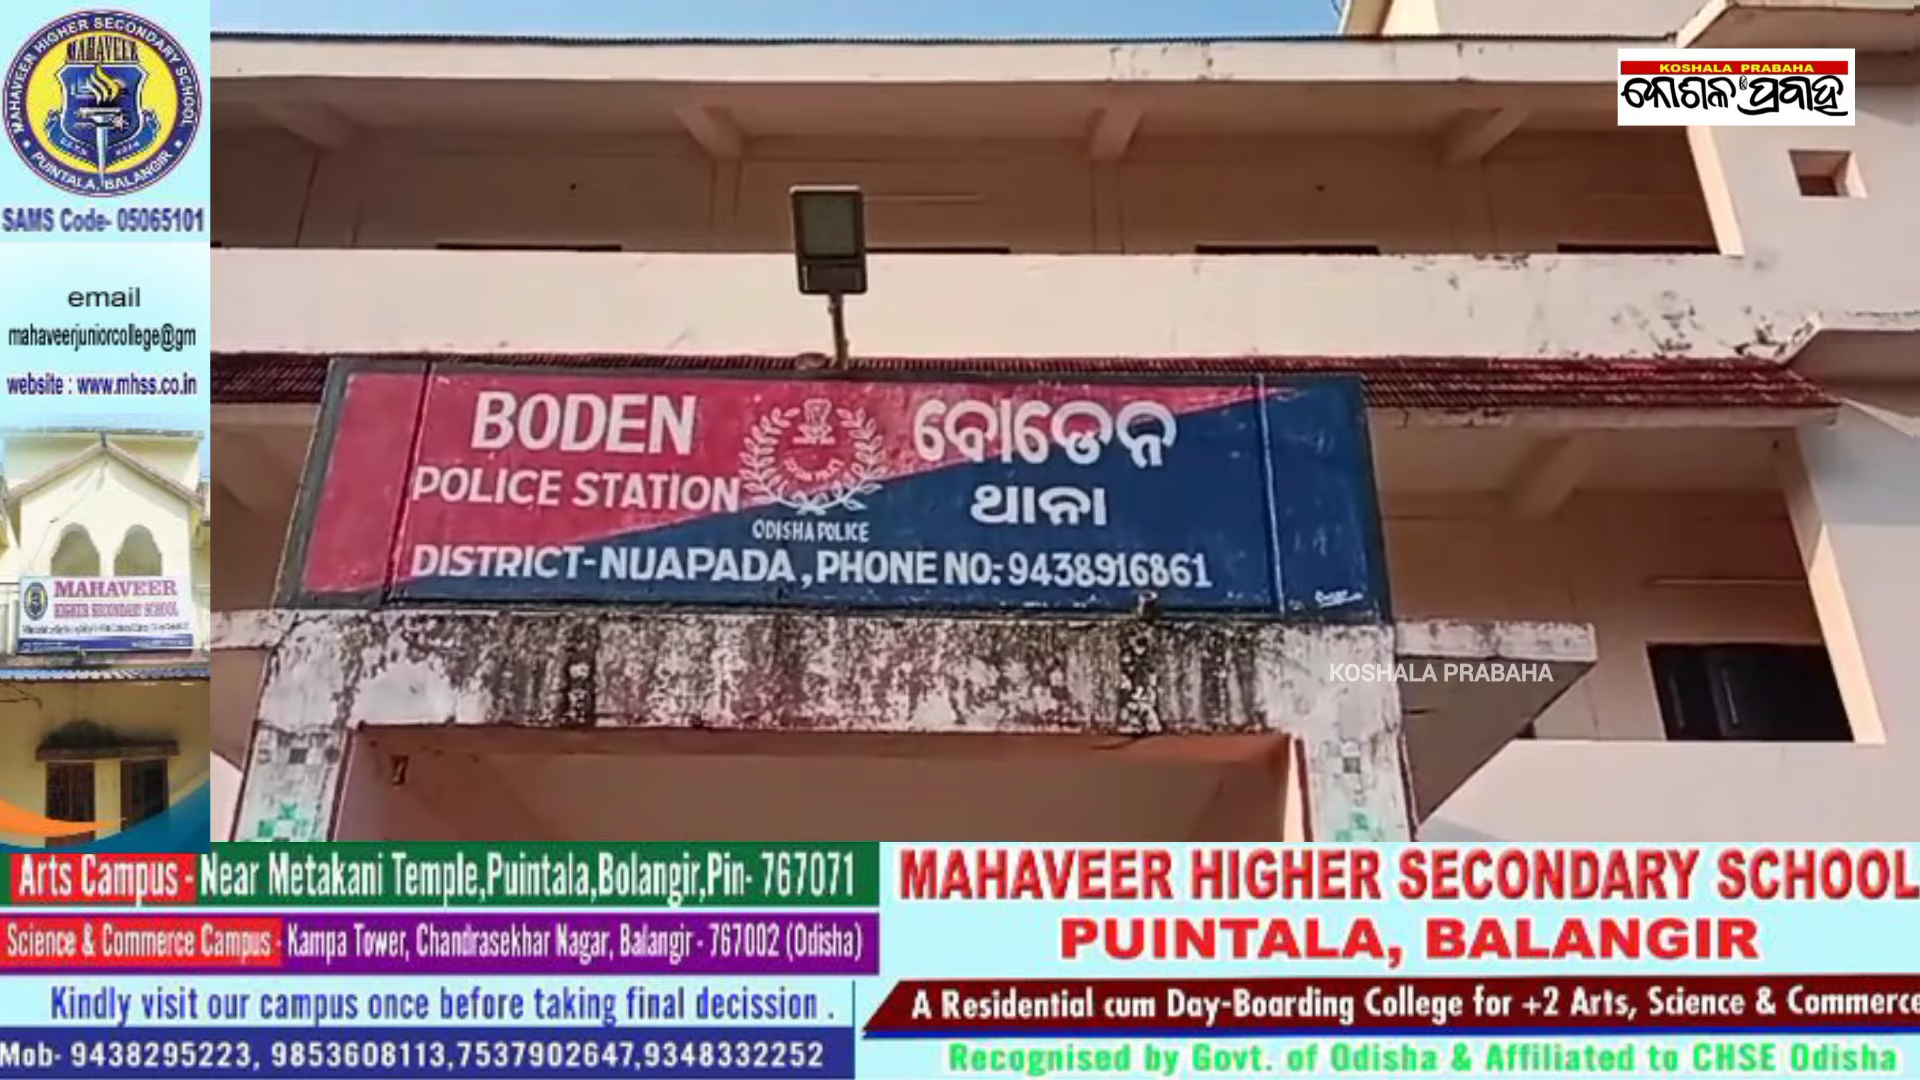 MAHAVEER HIGHER SECONDARY SCHOOL
MAHAVEER
PUINTALA, BALANGIR
SAMS Code- 05065101
email
mahaveerjuniorcollege@gm
website : www.mhss.co.in
MAHAVEER
HIGHER SECONDARY SCHOOL
KOSHALA PRABAHA
କୋଶଳ ପ୍ରବାହ
BODEN
POLICE STATION
ODISHA POLICE
ବୋଡେନ
ଥାନା
DISTRICT-NUAPADA, PHONE NO:-9438916861
KOSHALA PRABAHA
Arts Campus - Near Metakani Temple,Puintala,Bolangir,Pin- 767071
Science & Commerce Campus - Kampa Tower, Chandrasekhar Nagar, Balangir - 767002 (Odisha)
Kindly visit our campus once before taking final decission .
Mob- 9438295223, 9853608113,7537902647,9348332252
MAHAVEER HIGHER SECONDARY SCHOOL
PUINTALA, BALANGIR
A Residential cum Day-Boarding College for +2 Arts, Science & Commerce
Recognised by Govt. of Odisha & Affiliated to CHSE Odisha